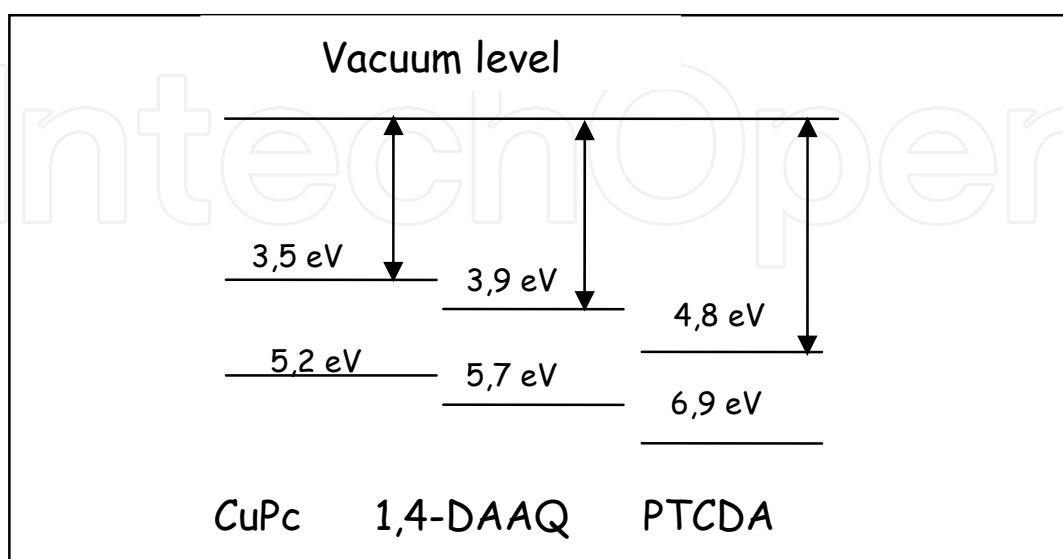 Vacuum level
IntechOpen
3,5 eV
3,9 eV
4,8 eV
5,2 eV
5,7 eV
6,9 eV
CuPc 1,4-DAAQ PTCDA